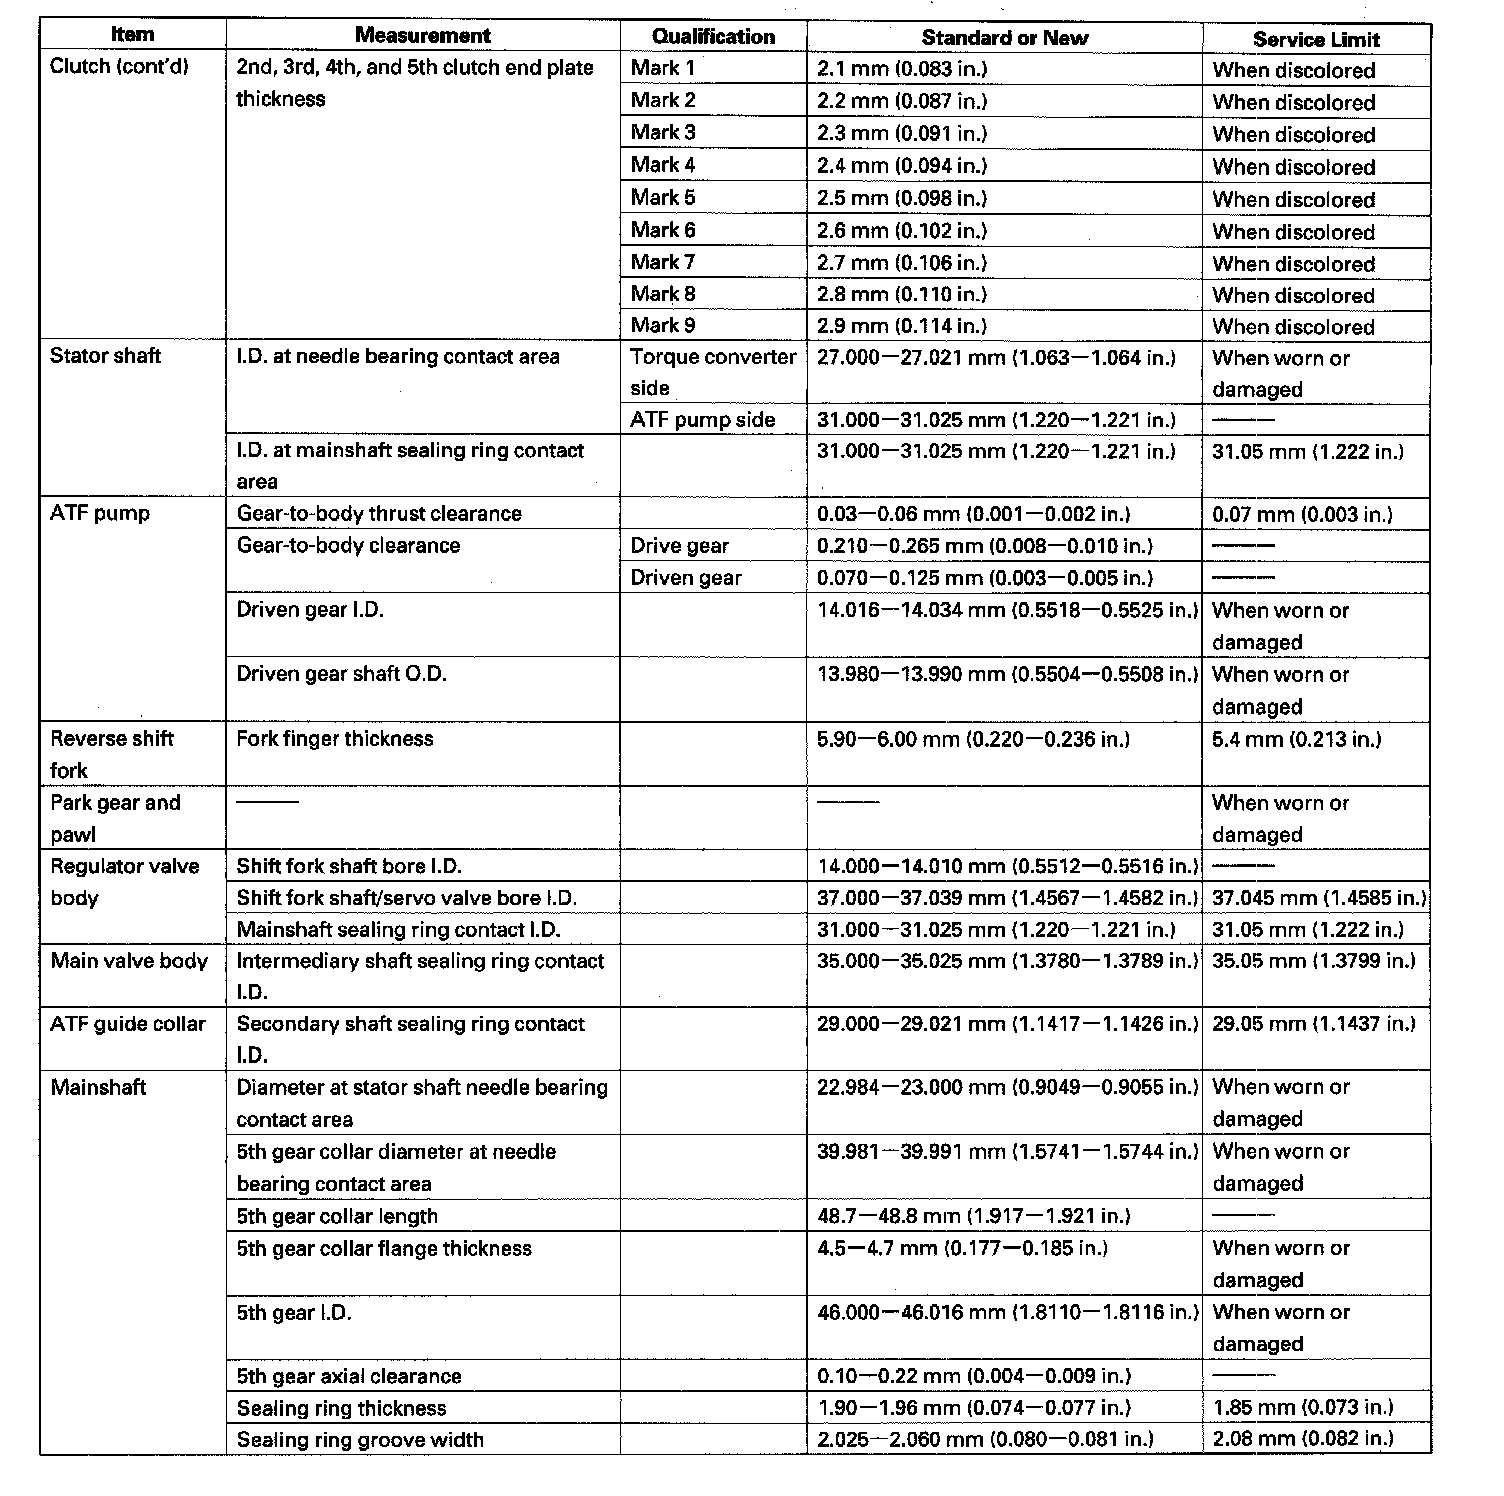 Item Measurement Qualification Standard or New Service Limit
Clutch (cont'd) 2nd, 3rd, 4th, and 5th clutch end plate Mark 1 2.1 mm (0.083 in.) When discolored
thickness Mark 2 2.2 mm (0.087 in.) When discolored
Mark 3 2.3 mm (0.091 in.) When discolored
Mark 4 2.4 mm (0.094 in.) When discolored
Mark 5 2.5 mm (0.098 in.) When discolored
Mark 6 2.6 mm (0.102 in.) When discolored
Mark 7 2.7 mm (0.106 in.) When discolored
Mark 8 2.8 mm (0.110 in.) When discolored
Mark 9 2.9 mm (0.114 in.) When discolored
Stator shaft I.D. at needle bearing contact area Torque converter 27.000—27.021 mm (1.063—1.064 in.) When worn or
side damaged
ATF pump side 31.000—31.025 mm (1.220—1.221 in.) ——
I.D. at mainshaft sealing ring contact 31.000—31.025 mm (1.220—1.221 in.) 31.05 mm (1.222 in.)
area
ATF pump Gear-to-body thrust clearance 0.03—0.06 mm (0.001—0.002 in.) 0.07 mm (0.003 in.)
Gear-to-body clearance Drive gear 0.210—0.265 mm (0.008—0.010 in.) ——
Driven gear 0.070—0.125 mm (0.003—0.005 in.) ——
Driven gear I.D. 14.016—14.034 mm (0.5518—0.5525 in.) When worn or
damaged
Driven gear shaft O.D. 13.980—13.990 mm (0.5504—0.5508 in.) When worn or
damaged
Reverse shift Fork finger thickness 5.90—6.00 mm (0.220—0.236 in.) 5.4 mm (0.213 in.)
fork
Park gear and —— —— When worn or
pawl damaged
Regulator valve Shift fork shaft bore I.D. 14.000—14.010 mm (0.5512—0.5516 in.) ——
body Shift fork shaft/servo valve bore I.D. 37.000—37.039 mm (1.4567—1.4582 in.) 37.045 mm (1.4585 in.)
Mainshaft sealing ring contact I.D. 31.000—31.025 mm (1.220—1.221 in.) 31.05 mm (1.222 in.)
Main valve body Intermediary shaft sealing ring contact 35.000—35.025 mm (1.3780—1.3789 in.) 35.05 mm (1.3799 in.)
I.D.
ATF guide collar Secondary shaft sealing ring contact 29.000—29.021 mm (1.1417—1.1426 in.) 29.05 mm (1.1437 in.)
I.D.
Mainshaft Diameter at stator shaft needle bearing 22.984—23.000 mm (0.9049—0.9055 in.) When worn or
contact area damaged
5th gear collar diameter at needle 39.981—39.991 mm (1.5741—1.5744 in.) When worn or
bearing contact area damaged
5th gear collar length 48.7—48.8 mm (1.917—1.921 in.) ——
5th gear collar flange thickness 4.5—4.7 mm (0.177—0.185 in.) When worn or
damaged
5th gear I.D. 46.000—46.016 mm (1.8110—1.8116 in.) When worn or
damaged
5th gear axial clearance 0.10—0.22 mm (0.004—0.009 in.) ——
Sealing ring thickness 1.90—1.96 mm (0.074—0.077 in.) 1.85 mm (0.073 in.)
Sealing ring groove width 2.025—2.060 mm (0.080—0.081 in.) 2.08 mm (0.082 in.)